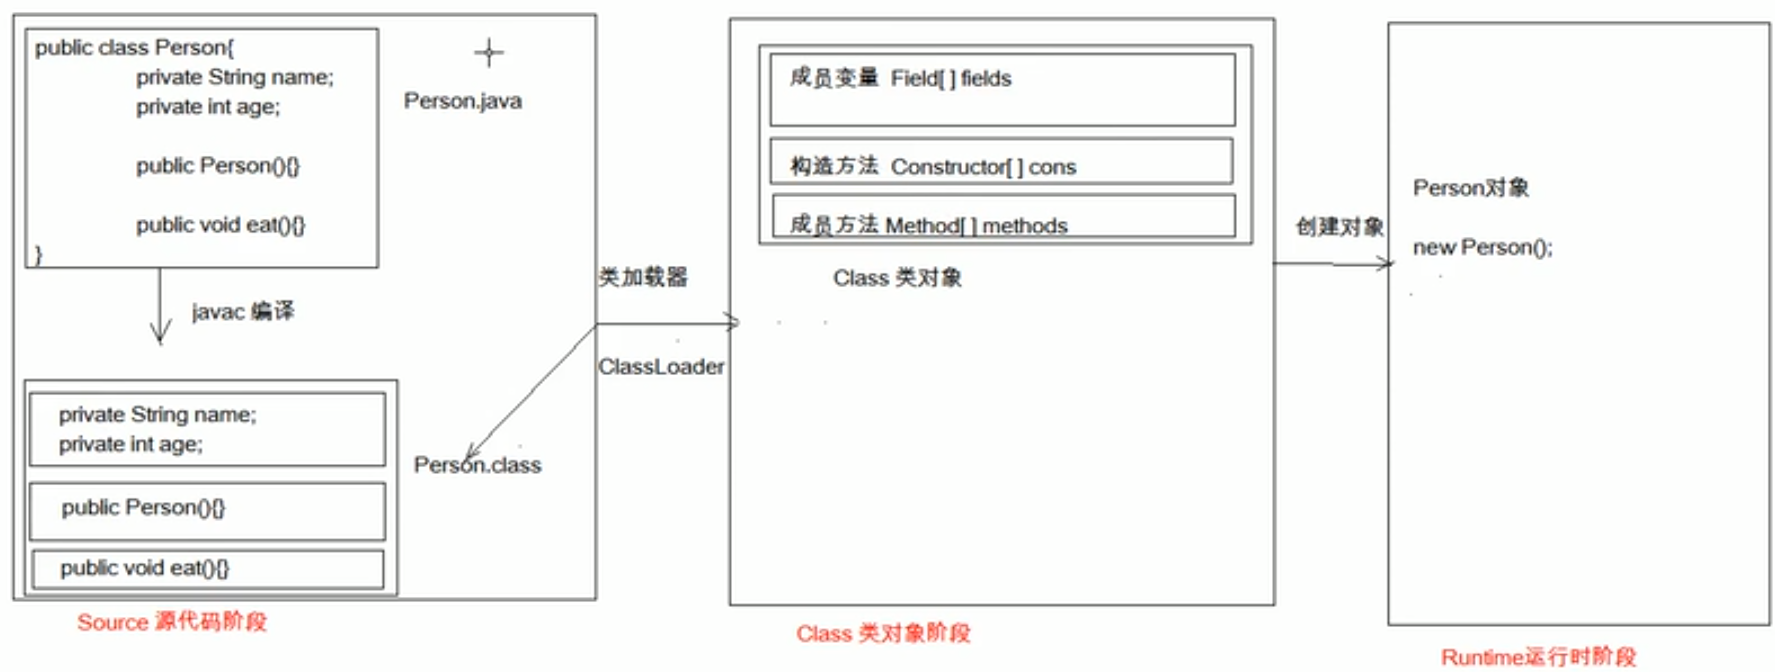 public class Person{
private String name;
private int age;
public Person(){}
public void eat(){}
}
Person.java
javac 编译
private String name;
private int age;
public Person(){}
public void eat(){}
Person.class
Source 源代码阶段
类加载器
ClassLoader
成员变量 Field[ ] fields
构造方法 Constructor[ ] cons
成员方法 Method[ ] methods
Class 类对象
Class 类对象阶段
创建对象
Person对象
new Person();
Runtime运行时阶段